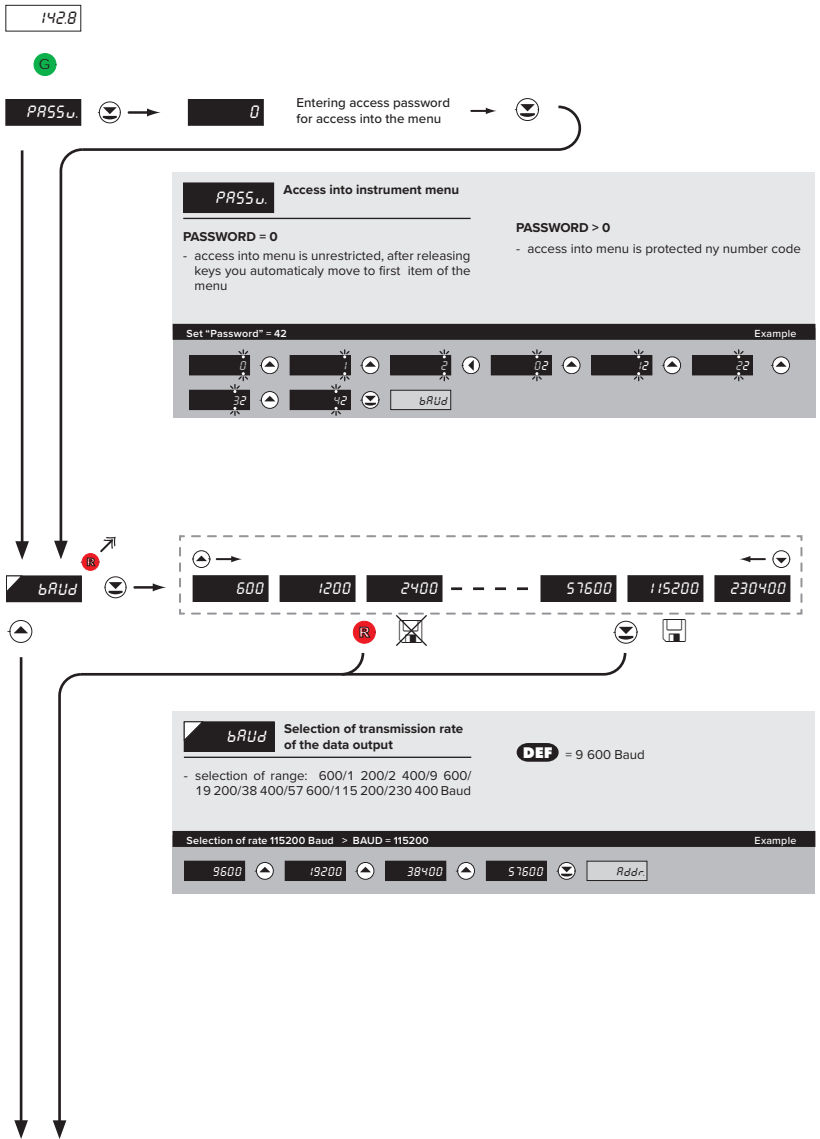 142.8
G
PASSw.
0
Entering access password
for access into the menu
PASSw.
Access into instrument menu
PASSWORD = 0
- access into menu is unrestricted, after releasing
keys you automaticaly move to first item of the
menu
PASSWORD > 0
- access into menu is protected ny number code
Set “Password” = 42
Example
0 1 2 02 12 22
32 42 bAUd
R
bAUd
600 1200 2400 57600 115200 230400
R
bAUd
Selection of transmission rate
of the data output
- selection of range: 600/1 200/2 400/9 600/
19 200/38 400/57 600/115 200/230 400 Baud
DEF = 9 600 Baud
Selection of rate 115200 Baud > BAUD = 115200
Example
9600 19200 38400 57600 Addr.